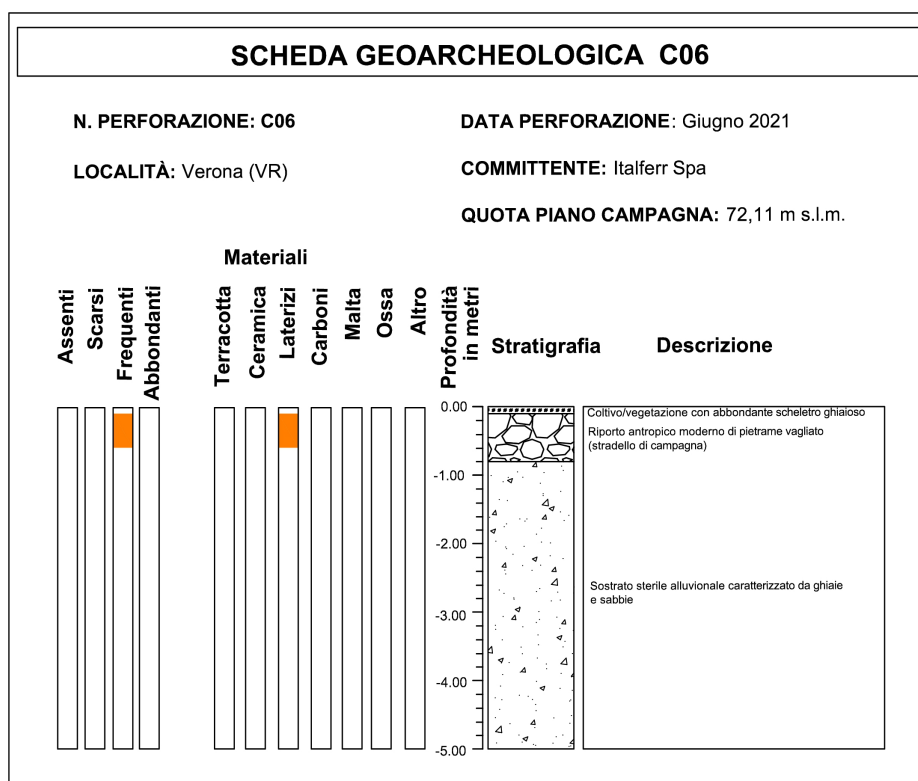 SCHEDA GEOARCHEOLOGICA C06
N. PERFORAZIONE: C06
DATA PERFORAZIONE: Giugno 2021
LOCALITÀ: Verona (VR)
COMMITTENTE: Italferr Spa
QUOTA PIANO CAMPAGNA: 72,11 m s.l.m.
Materiali
Assenti
Scarsi
Frequenti
Abbondanti
Terracotta
Ceramica
Laterizi
Carboni
Malta
Ossa
Altro
Profondità
in metri
Stratigrafia
Descrizione
0.00
Coltivo/vegetazione con abbondante scheletro ghiaioso
Riporto antropico moderno di pietrame vagliato
(stradello di campagna)
-1.00
-2.00
Sostrato sterile alluvionale caratterizzato da ghiaie
e sabbie
-3.00
-4.00
-5.00